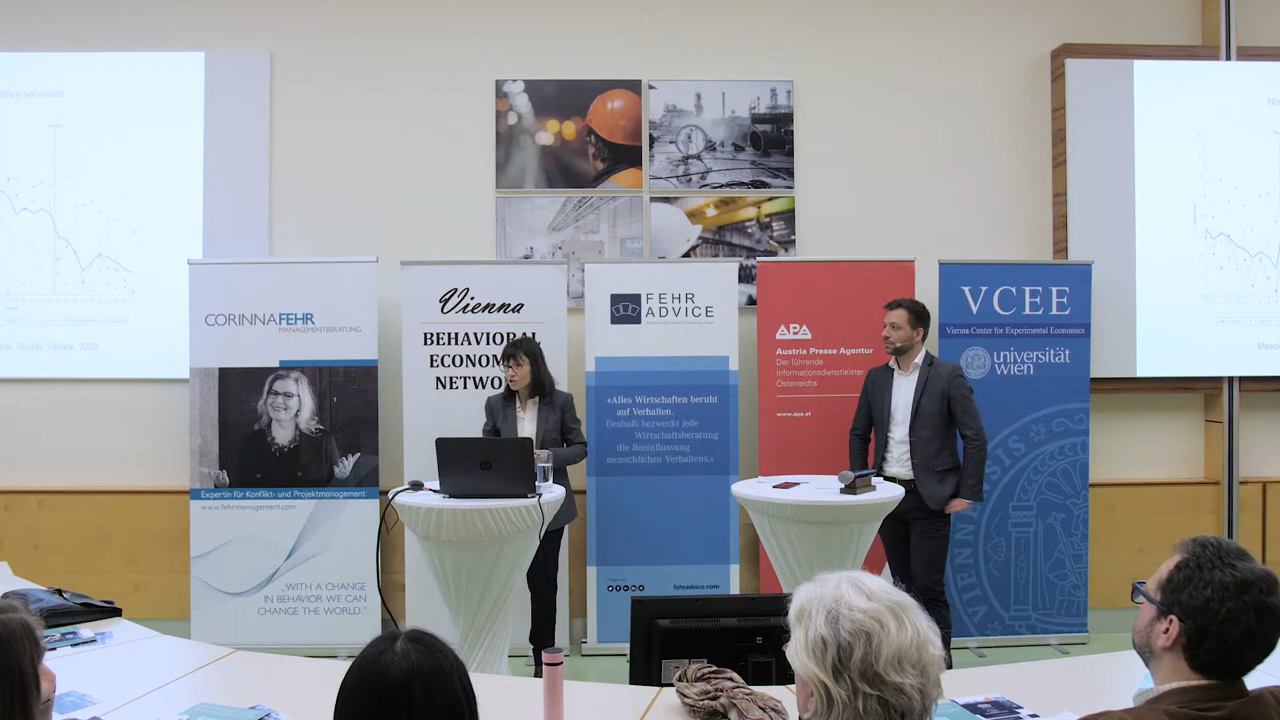 CORINNAFEHR
MANAGEMENTBERATUNG
Expertin für Konflikt- und Projektmanagement
www.fehrmanagement.com
„WITH A CHANGE
IN BEHAVIOR WE CAN
CHANGE THE WORLD.”
Vienna
BEHAVIORAL
ECONOM
NETWO
hp
FEHR
ADVICE
«Alles Wirtschaften beruht
auf Verhalten.
Deshalb bezweckt jede
Wirtschaftsberatung
die Beeinflussung
menschlichen Verhaltens.»
fehradvice.com
APA
Austria Presse Agentur
Der führende
Informationsdienstleister
Österreichs
www.apa.at
VCEE
Vienna Center for Experimental Economics
universität
wien